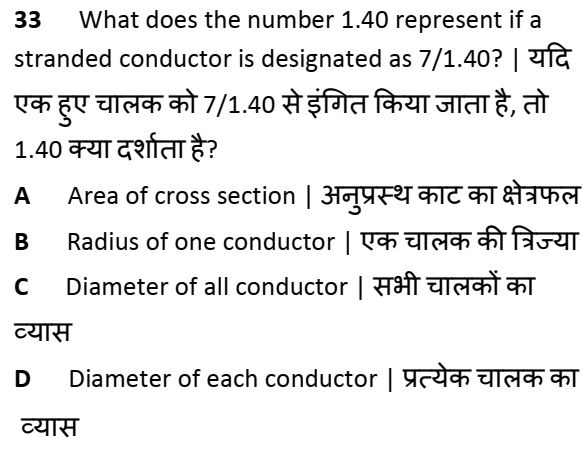 33 What does the number 1.40 represent if a
stranded conductor is designated as 7/1.40? | यदि
एक हुए चालक को 7/1.40 से इंगित किया जाता है, तो
1.40 क्या दर्शाता है?
A Area of cross section | अनुप्रस्थ काट का क्षेत्रफल
B Radius of one conductor | एक चालक की त्रिज्या
C Diameter of all conductor | सभी चालकों का
व्यास
D Diameter of each conductor | प्रत्येक चालक का
व्यास